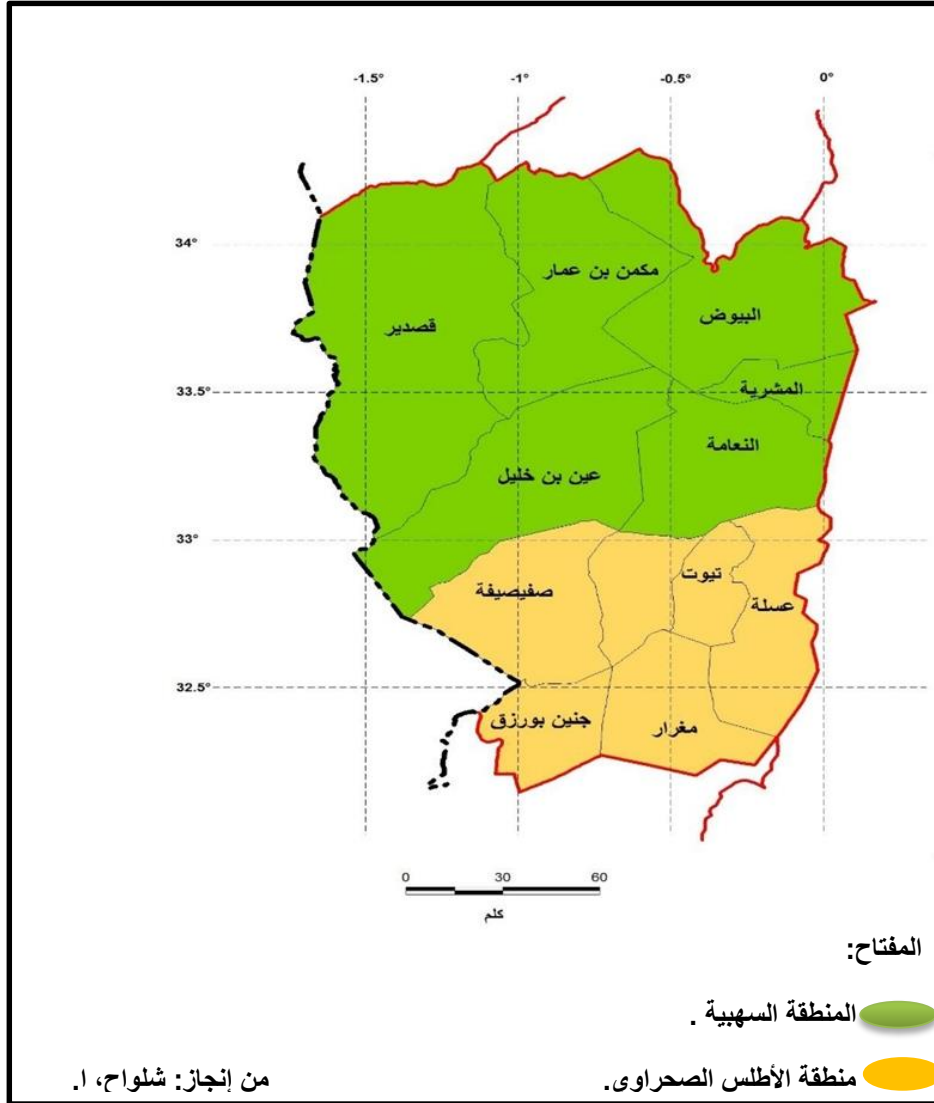 -1.5° -1° -0.5° 0°
34°
مكمن بن عمار
البيوض
قصدير
المشرية
33.5°
النعامة
عين بن خليل
33°
تيوت
صفيصيفة
عسلة
32.5°
جنين بورزق
مغرار
0 30 60
كلم
المفتاح:
المنطقة السهبية .
منطقة الأطلس الصحراوى.
من إنجاز: شلواح، ا.